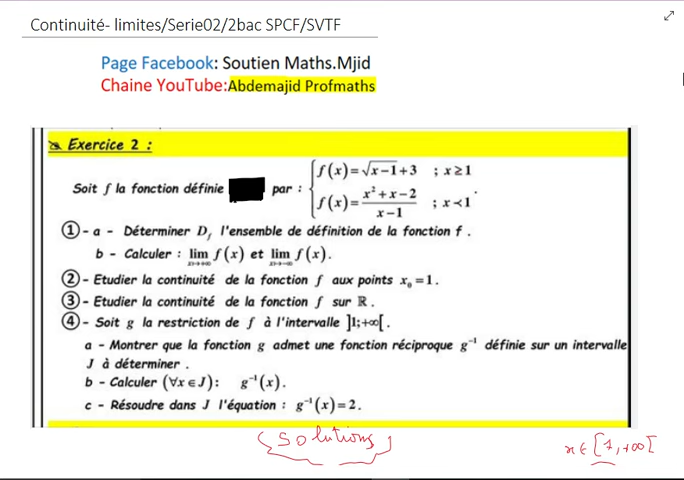 Continuité- limites/Serie02/2bac SPCF/SVTF
Page Facebook: Soutien Maths.Mjid
Chaine YouTube:Abdemajid Profmaths
Exercice 2 :
Soit f la fonction définie par : { f(x)=√(x-1)+3 ; x≥1
f(x)=(x²+x-2)/(x-1) ; x<1 .
①- a - Déterminer D_f l'ensemble de définition de la fonction f .
b - Calculer : lim_{x→+∞} f(x) et lim_{x→-∞} f(x).
②- Etudier la continuité de la fonction f aux points x₀=1.
③- Etudier la continuité de la fonction f sur ℝ.
④- Soit g la restriction de f à l'intervalle ]1;+∞[.
a - Montrer que la fonction g admet une fonction réciproque g⁻¹ définie sur un intervalle
J à déterminer .
b - Calculer (∀x∈J): g⁻¹(x).
c - Résoudre dans J l'équation : g⁻¹(x)=2.
{Solutions}
x∈[1,+∞[